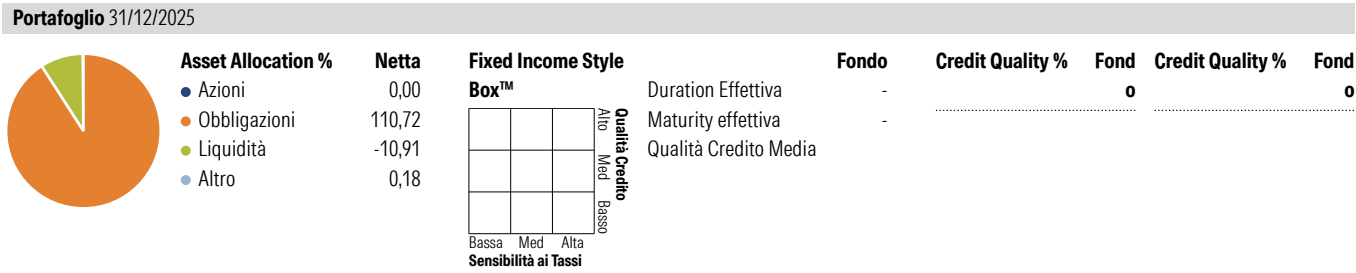 Portafoglio 31/12/2025
Asset Allocation % Netta
Azioni 0,00
Obbligazioni 110,72
Liquidità -10,91
Altro 0,18
Fixed Income Style
Box™
Alto Med Basso
Qualità Credito
Bassa Med Alta
Sensibilità ai Tassi
Fondo
Duration Effettiva -
Maturity effettiva -
Qualità Credito Media
Credit Quality % Fond Credit Quality % Fond
o o